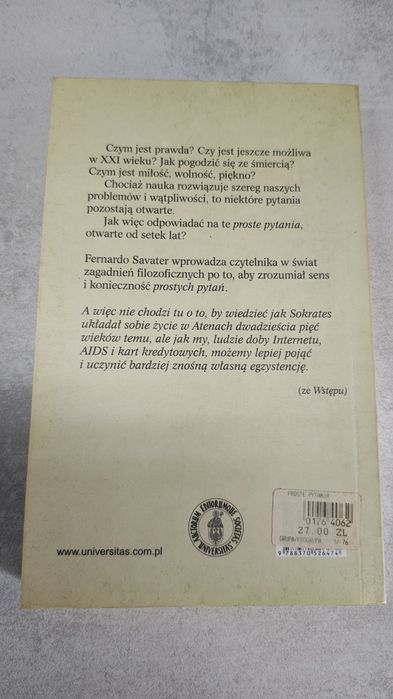 Czym jest prawda? Czy jest jeszcze możliwa
w XXI wieku? Jak pogodzić się ze śmiercią?
Czym jest miłość, wolność, piękno?
Chociaż nauka rozwiązuje szereg naszych
problemów i wątpliwości, to niektóre pytania
pozostają otwarte.
Jak więc odpowiadać na te proste pytania,
otwarte od setek lat?
Fernardo Savater wprowadza czytelnika w świat
zagadnień filozoficznych po to, aby zrozumiał sens
i konieczność prostych pytań.
A więc nie chodzi tu o to, by wiedzieć jak Sokrates
układał sobie życie w Atenach dwadzieścia pięć
wieków temu, ale jak my, ludzie doby Internetu,
AIDS i kart kredytowych, możemy lepiej pojąć
i uczynić bardziej znośną własną egzystencję.
(ze Wstępu)
PROSTE PYTANIA
0176 4062
27.00 ZŁ
9 788370 526474
www.universitas.com.pl